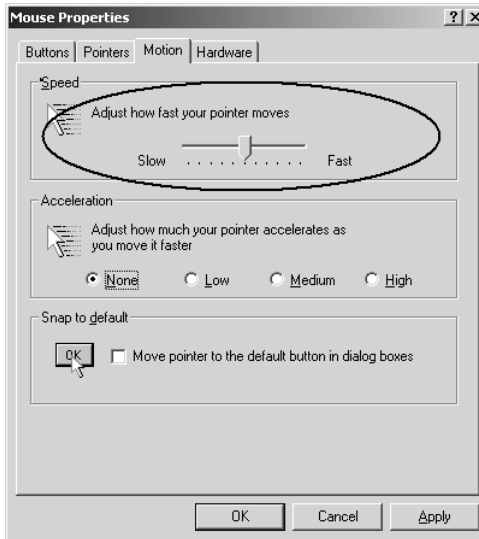 Mouse Properties
? ×
Buttons Pointers Motion Hardware
Speed
Adjust how fast your pointer moves
Slow Fast
Acceleration
Adjust how much your pointer accelerates as
you move it faster
None Low Medium High
Snap to default
OK Move pointer to the default button in dialog boxes
OK Cancel Apply